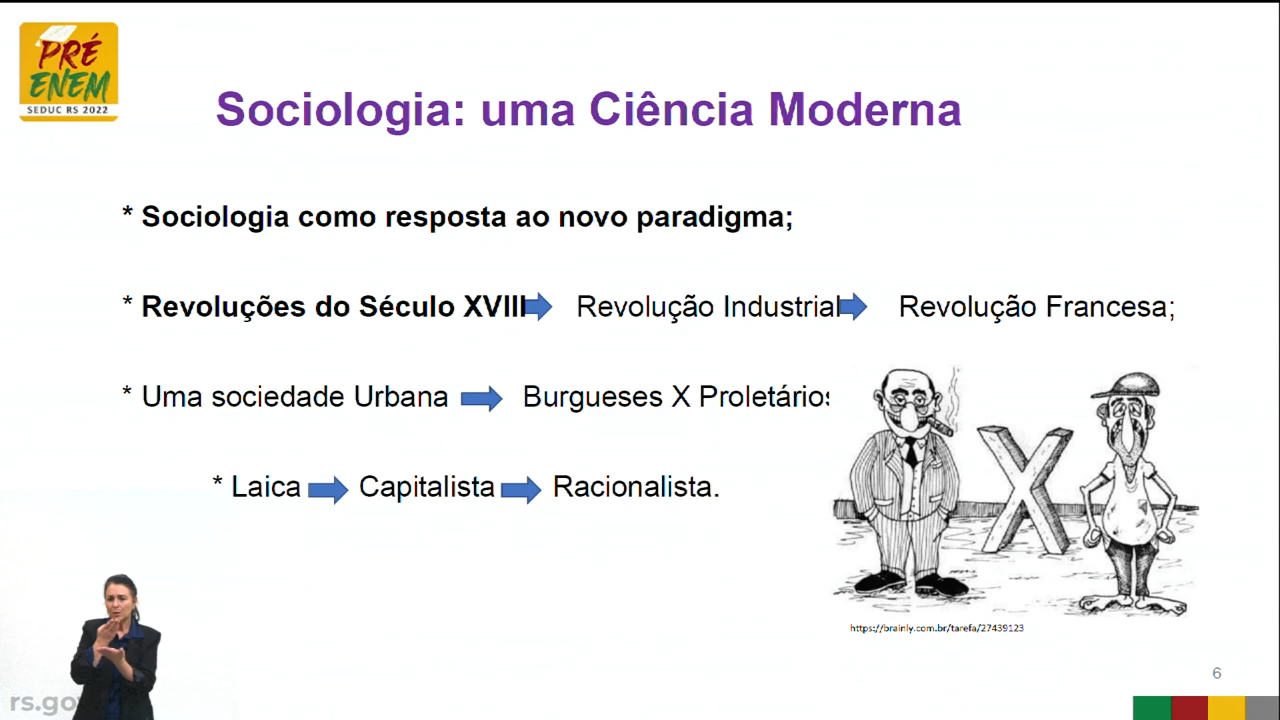 PRÉ
ENEM
SEDUC RS 2022
Sociologia: uma Ciência Moderna
* Sociologia como resposta ao novo paradigma;
* Revoluções do Século XVIII Revolução Industrial Revolução Francesa;
* Uma sociedade Urbana Burgueses X Proletários
* Laica Capitalista Racionalista.
X
https://brainly.com.br/tarefa/27439123
6
rs.gov